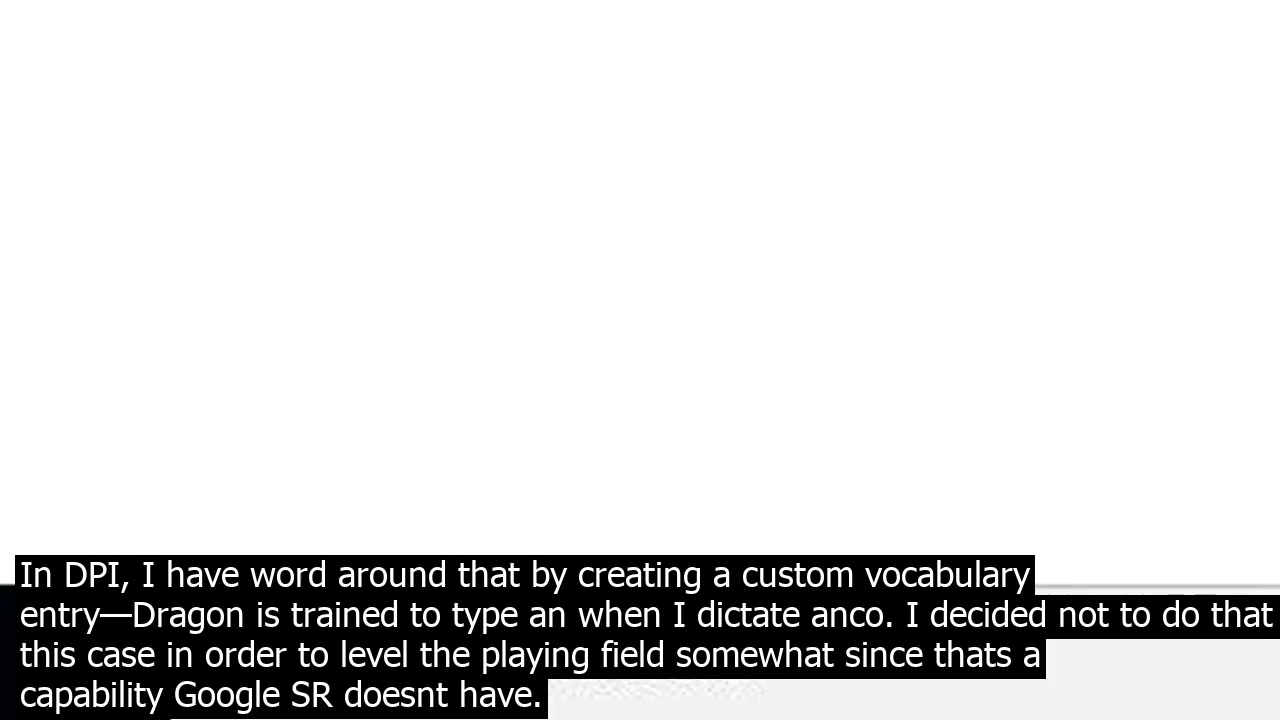 In DPI, I have word around that by creating a custom vocabulary
entry—Dragon is trained to type an when I dictate anco. I decided not to do that
this case in order to level the playing field somewhat since thats a
capability Google SR doesnt have.